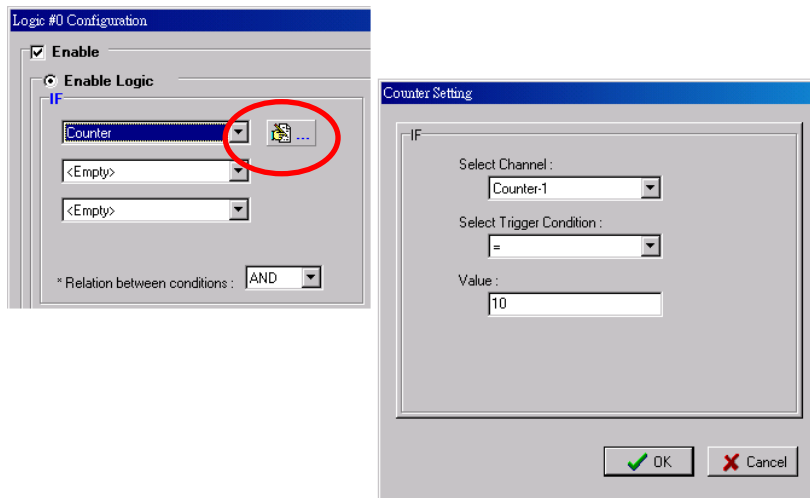 Logic #0 Configuration
Enable
Enable Logic
IF
Counter
...
<Empty>
<Empty>
* Relation between conditions : AND
Counter Setting
IF
Select Channel :
Counter-1
Select Trigger Condition :
=
Value :
10
OK
Cancel